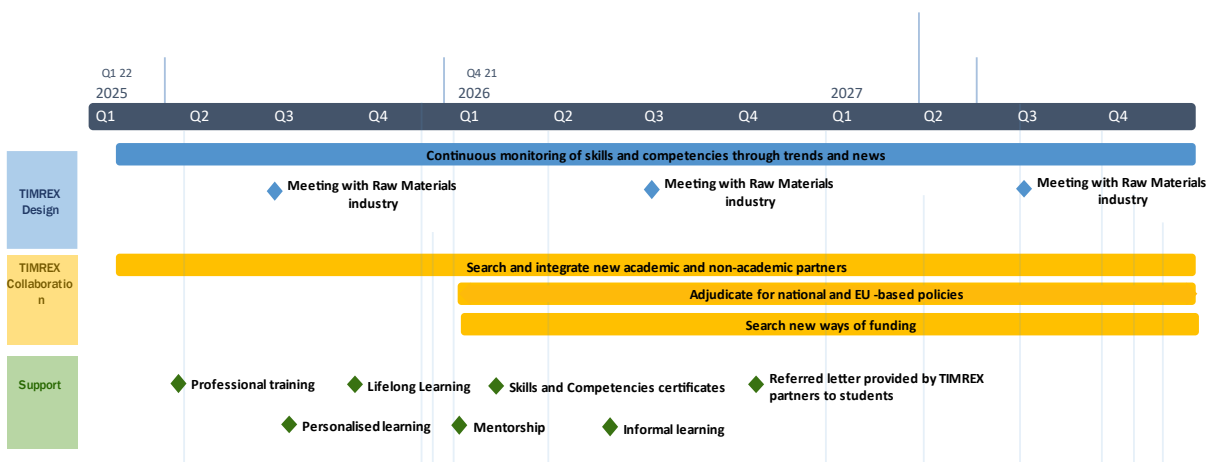 Q1 22
Q4 21
2025
2026
2027
Q1 Q2 Q3 Q4 Q1 Q2 Q3 Q4 Q1 Q2 Q3 Q4
Continuous monitoring of skills and competencies through trends and news
TIMREX
Design
Meeting with Raw Materials
industry
Meeting with Raw Materials
industry
Meeting with Raw Materials
industry
TIMREX
Collaboratio
n
Search and integrate new academic and non-academic partners
Adjudicate for national and EU -based policies
Search new ways of funding
Support
Professional training
Lifelong Learning
Skills and Competencies certificates
Referred letter provided by TIMREX
partners to students
Personalised learning
Mentorship
Informal learning